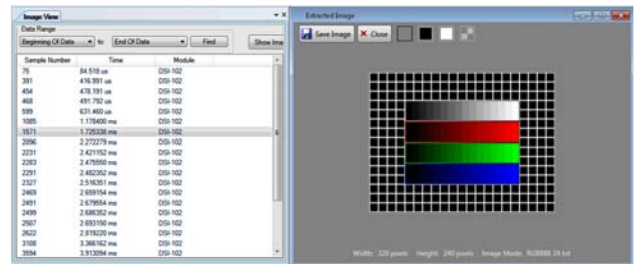 Image View
Data Range
Beginning Of Data to: End Of Data Find Show Ima
Sample Number Time Module
75 84.518 us DSI-102
391 416.991 us DSI-102
454 478.191 us DSI-102
468 491.792 us DSI-102
599 631.460 us DSI-102
1085 1.178400 ms DSI-102
1571 1.725338 ms DSI-102
2096 2.272279 ms DSI-102
2231 2.421152 ms DSI-102
2283 2.475550 ms DSI-102
2291 2.482352 ms DSI-102
2327 2.516351 ms DSI-102
2469 2.659154 ms DSI-102
2491 2.679554 ms DSI-102
2499 2.686352 ms DSI-102
2507 2.693150 ms DSI-102
2622 2.819220 ms DSI-102
3108 3.366162 ms DSI-102
3594 3.913094 ms DSI-102
Extracted Image
Save Image Close
Width: 320 pixels Height: 240 pixels Image Mode: RGB888 24 bit